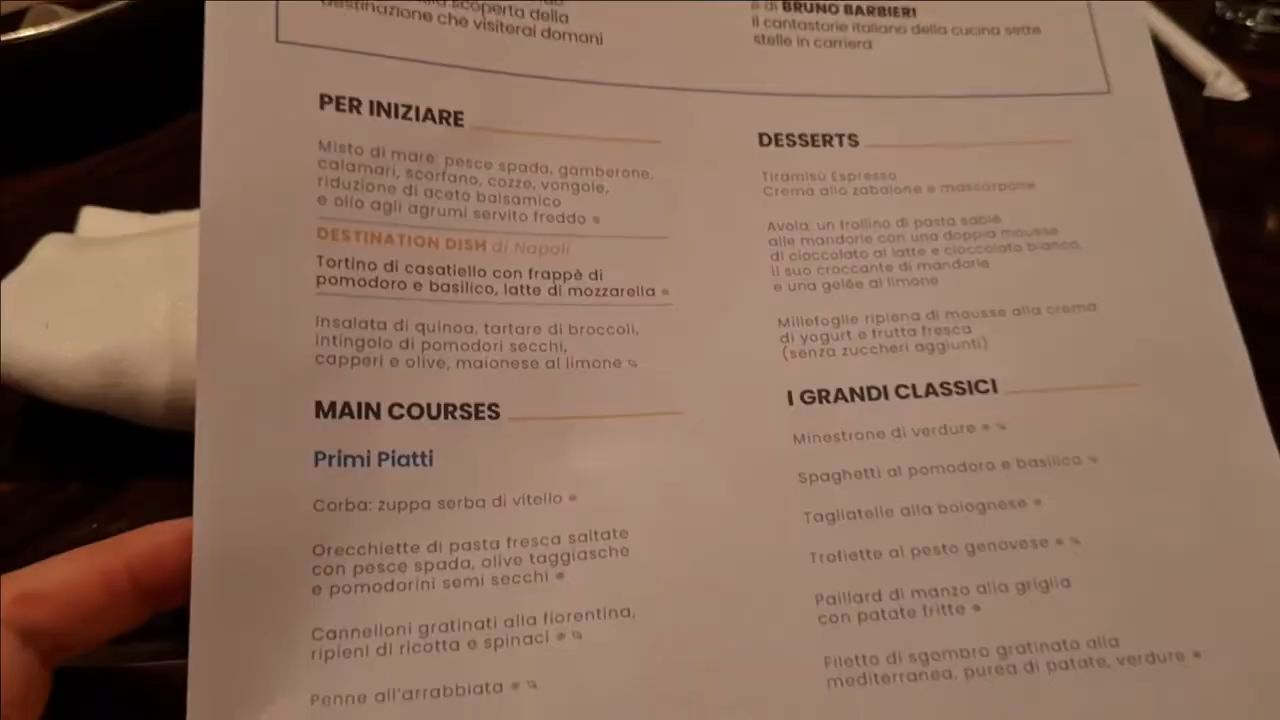 scoperta della
destinazione che visiterai domani
di BRUNO BARBIERI
il cantastorie italiano della cucina sette
stelle in carriera
PER INIZIARE
Misto di mare: pesce spada, gamberone,
calamari, scorfano, cozze, vongole,
riduzione di aceto balsamico
e olio agli agrumi servito freddo
DESTINATION DISH di Napoli
Tortino di casatiello con frappè di
pomodoro e basilico, latte di mozzarella
Insalata di quinoa, tartare di broccoli,
intingolo di pomodori secchi,
capperi e olive, maionese al limone
MAIN COURSES
Primi Piatti
Corba: zuppa serba di vitello
Orecchiette di pasta fresca saltate
con pesce spada, olive taggiasche
e pomodorini semi secchi
Cannelloni gratinati alla fiorentina,
ripieni di ricotta e spinaci
Penne all'arrabbiata
DESSERTS
Tiramisù Espresso
Crema allo zabaione e mascarpone
Avola: un frollino di pasta sablé
alle mandorle con una doppia mousse
di cioccolato al latte e cioccolato bianco,
il suo croccante di mandorle
e una gelée al limone
Millefoglie ripiena di mousse alla crema
di yogurt e frutta fresca
(senza zuccheri aggiunti)
I GRANDI CLASSICI
Minestrone di verdure
Spaghetti al pomodoro e basilico
Tagliatelle alla bolognese
Trofiette al pesto genovese
Paillard di manzo alla griglia
con patate fritte
Filetto di sgombro gratinato alla
mediterranea, purea di patate, verdure